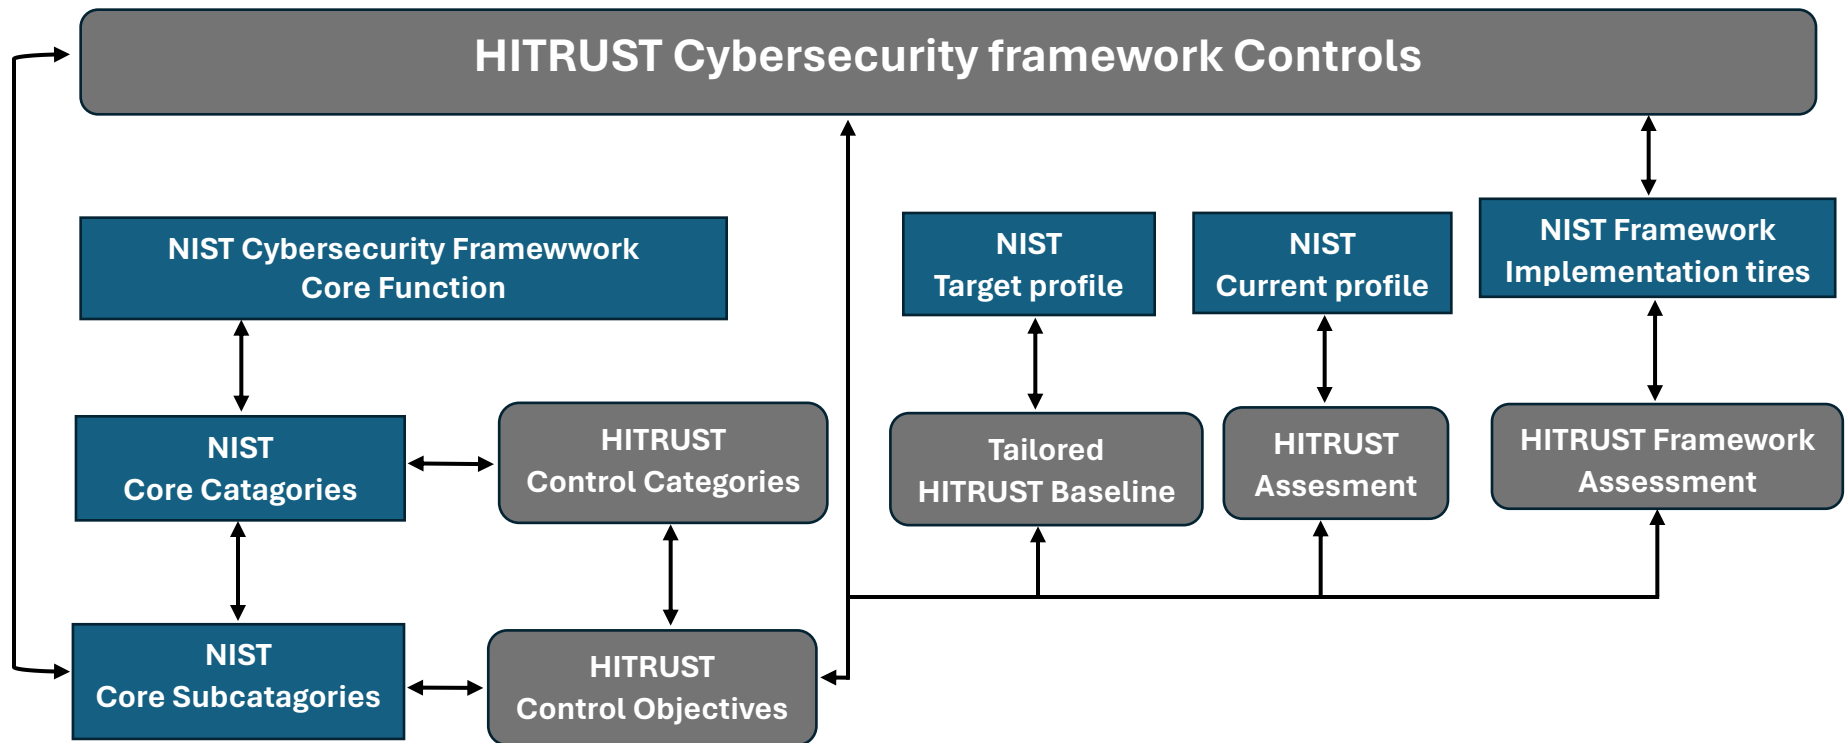 HITRUST Cybersecurity framework Controls
NIST Cybersecurity Framewwork
Core Function
NIST
Target profile
NIST
Current profile
NIST Framework
Implementation tires
NIST
Core Catagories
HITRUST
Control Categories
Tailored
HITRUST Baseline
HITRUST
Assesment
HITRUST Framework
Assessment
NIST
Core Subcatagories
HITRUST
Control Objectives